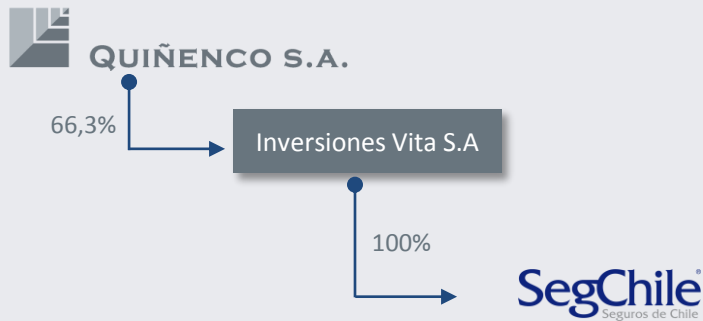 QUIÑENCO S.A.
66,3%
Inversiones Vita S.A
100%
SegChile
Seguros de Chile